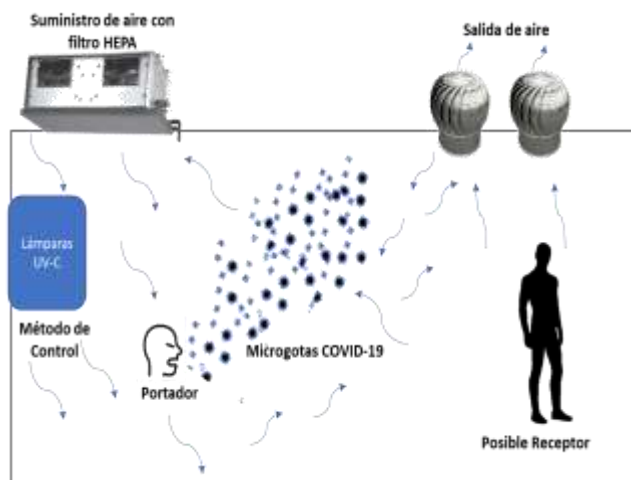 Suministro de aire con
filtro HEPA
Salida de aire
Lámparas
UV-C
Método de
Control
Portador
Microgotas COVID-19
Posible Receptor